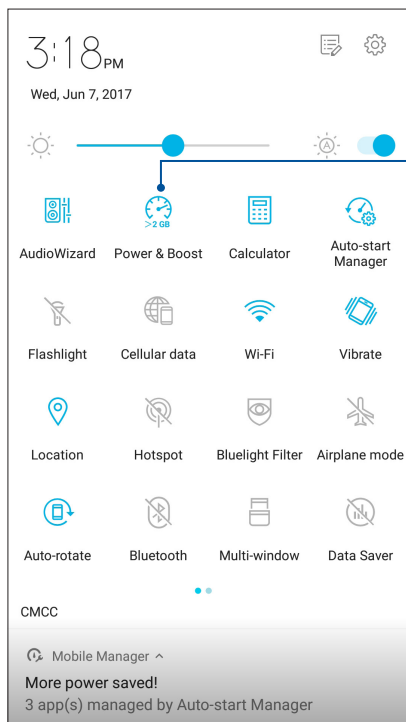 3:18 PM
Wed, Jun 7, 2017
A
>2 GB
AudioWizard Power & Boost Calculator Auto-start Manager
Flashlight Cellular data Wi-Fi Vibrate
Location Hotspot Bluelight Filter Airplane mode
Auto-rotate Bluetooth Multi-window Data Saver
CMCC
Mobile Manager
More power saved!
3 app(s) managed by Auto-start Manager